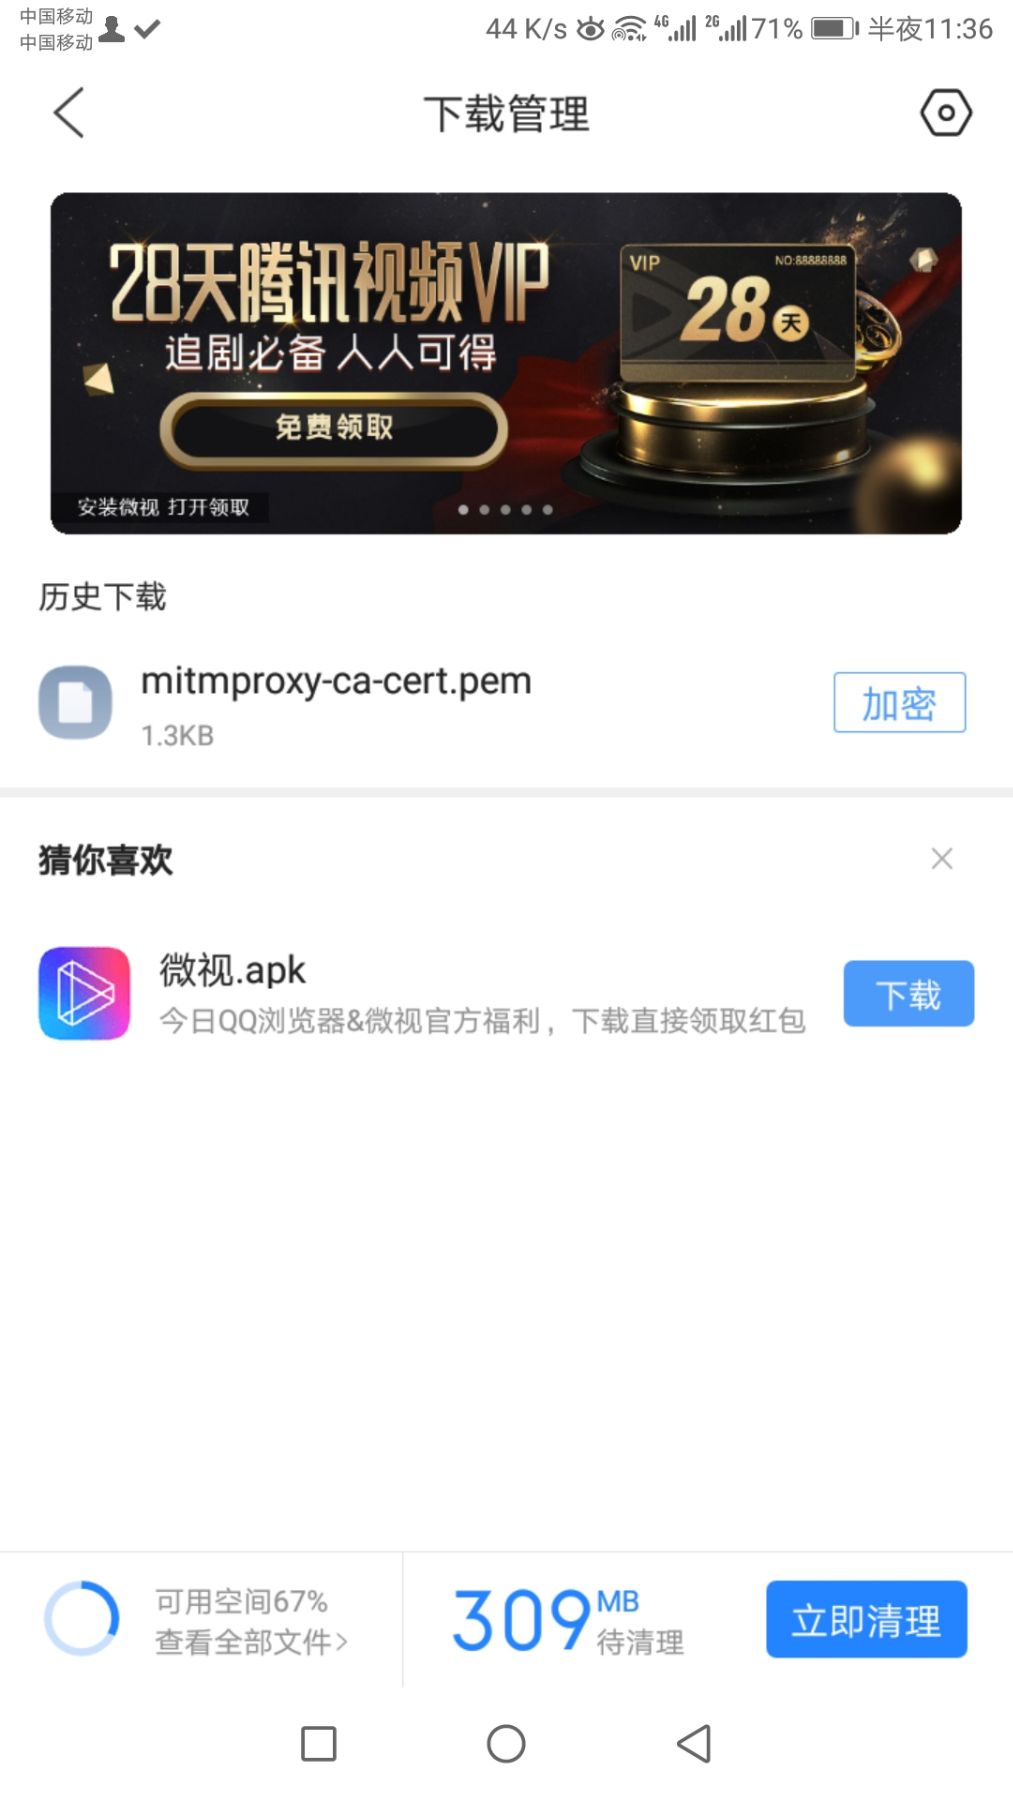 中国移动
中国移动
44 K/s 4G 2G 71% 半夜11:36
下载管理
28天腾讯视频VIP
追剧必备 人人可得
免费领取
安装微视 打开领取
VIP NO:88888888
28天
历史下载
mitmproxy-ca-cert.pem
1.3KB
加密
猜你喜欢
微视.apk
今日QQ浏览器&微视官方福利，下载直接领取红包
下载
可用空间67%
查看全部文件>
309 MB
待清理
立即清理